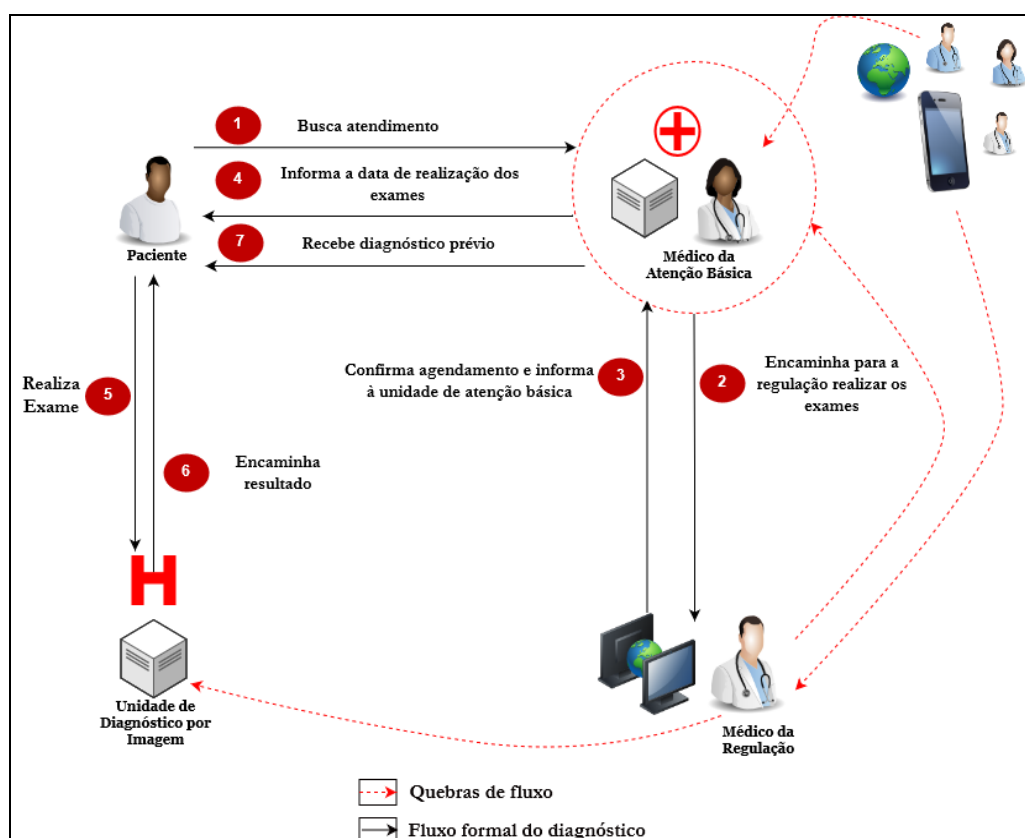 1
Busca atendimento
4
Informa a data de realização dos
exames
7
Recebe diagnóstico prévio
Paciente
Médico da
Atenção Básica
Realiza
Exame
5
Confirma agendamento e informa
à unidade de atenção básica
3
2
Encaminha para a
regulação realizar os
exames
6
Encaminha
resultado
H
Unidade de
Diagnóstico por
Imagem
Médico da
Regulação
Quebras de fluxo
Fluxo formal do diagnóstico